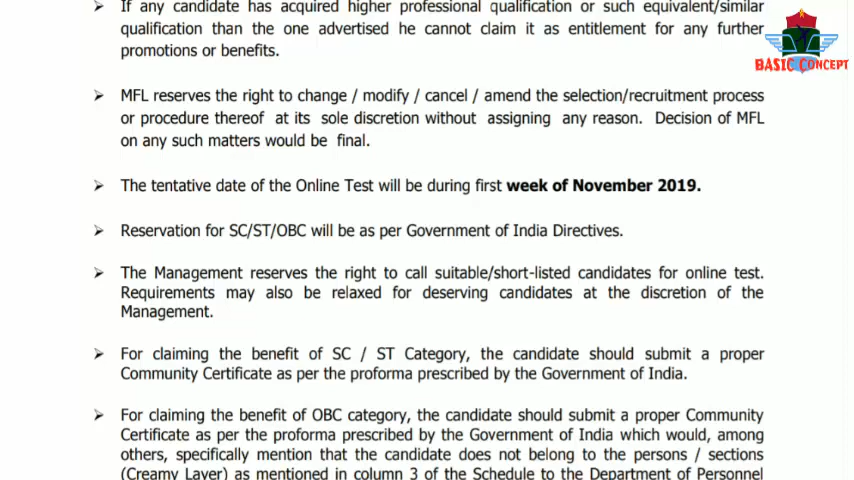 ➢ If any candidate has acquired higher professional qualification or such equivalent/similar
qualification than the one advertised he cannot claim it as entitlement for any further
promotions or benefits.
BASIC CONCEPT
➢ MFL reserves the right to change / modify / cancel / amend the selection/recruitment process
or procedure thereof at its sole discretion without assigning any reason. Decision of MFL
on any such matters would be final.
➢ The tentative date of the Online Test will be during first week of November 2019.
➢ Reservation for SC/ST/OBC will be as per Government of India Directives.
➢ The Management reserves the right to call suitable/short-listed candidates for online test.
Requirements may also be relaxed for deserving candidates at the discretion of the
Management.
➢ For claiming the benefit of SC / ST Category, the candidate should submit a proper
Community Certificate as per the proforma prescribed by the Government of India.
➢ For claiming the benefit of OBC category, the candidate should submit a proper Community
Certificate as per the proforma prescribed by the Government of India which would, among
others, specifically mention that the candidate does not belong to the persons / sections
(Creamy Layer) as mentioned in column 3 of the Schedule to the Department of Personnel